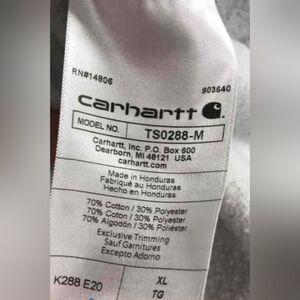 RN#14806
903640
carhartt
MODEL NO. TS0288-M
Carhartt, Inc. P.O. Box 600
Dearborn, MI 48121 USA
carhartt.com
Made in Honduras
Fabriqué au Honduras
Hecho en Honduras
70% Cotton / 30% Polyester
70% Coton / 30% Polyester
70% Algodón / 30% Poliéster
Exclusive Trimming
Sauf Garnitures
Excepto Adorno
K288 E20
XL
TG